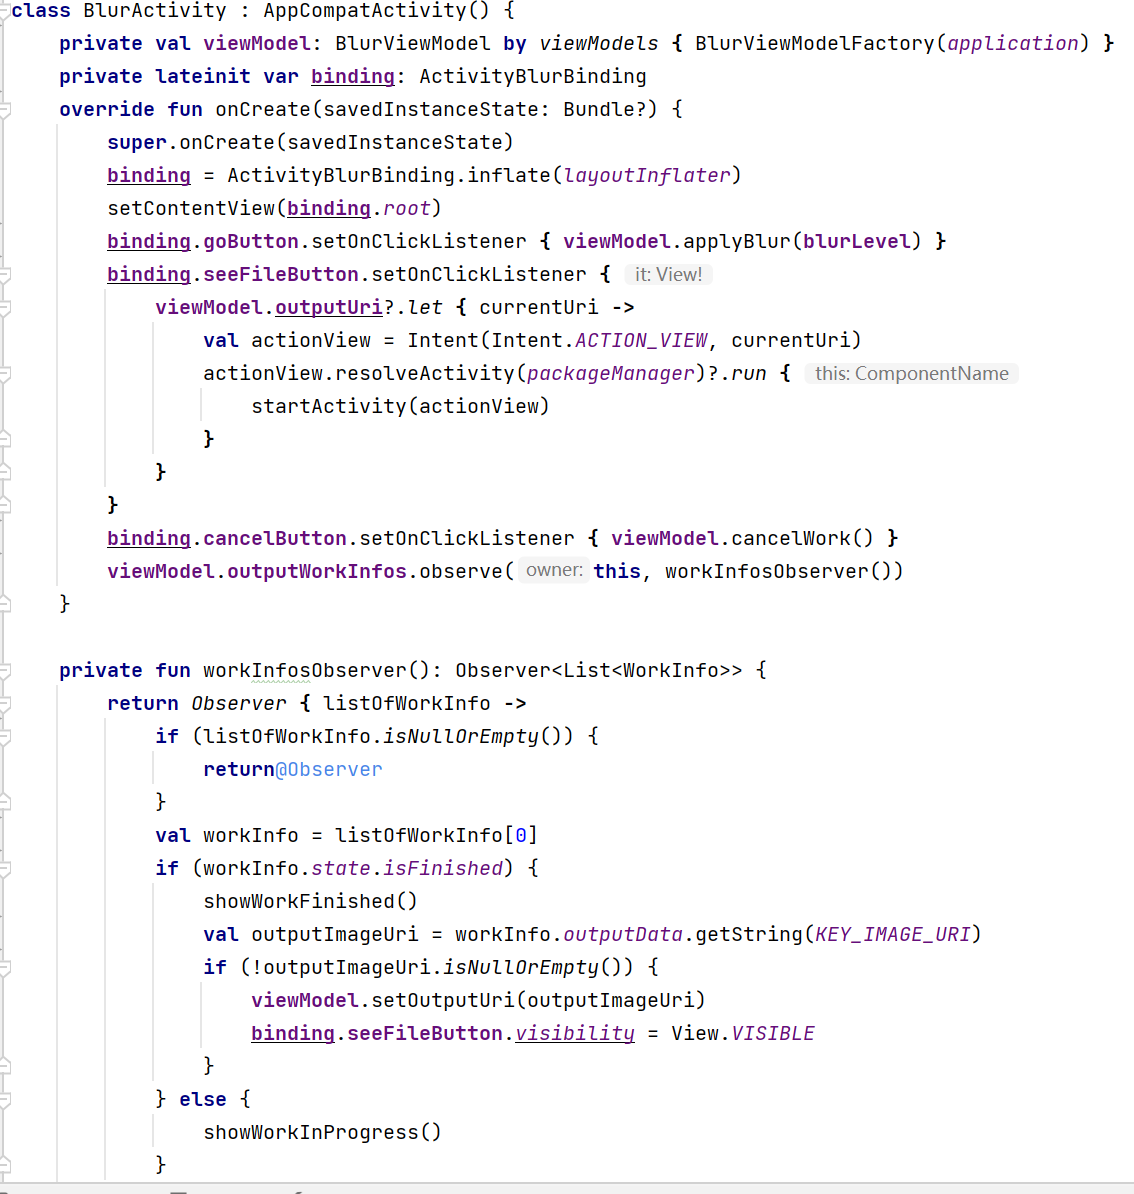 class BlurActivity : AppCompatActivity() {
    private val viewModel: BlurViewModel by viewModels { BlurViewModelFactory(application) }
    private lateinit var binding: ActivityBlurBinding
    override fun onCreate(savedInstanceState: Bundle?) {
        super.onCreate(savedInstanceState)
        binding = ActivityBlurBinding.inflate(layoutInflater)
        setContentView(binding.root)
        binding.goButton.setOnClickListener { viewModel.applyBlur(blurLevel) }
        binding.seeFileButton.setOnClickListener { it: View!
            viewModel.outputUri?.let { currentUri ->
                val actionView = Intent(Intent.ACTION_VIEW, currentUri)
                actionView.resolveActivity(packageManager)?.run { this: ComponentName
                    startActivity(actionView)
                }
            }
        }
        binding.cancelButton.setOnClickListener { viewModel.cancelWork() }
        viewModel.outputWorkInfos.observe( owner: this, workInfosObserver())
    }

    private fun workInfosObserver(): Observer<List<WorkInfo>> {
        return Observer { listOfWorkInfo ->
            if (listOfWorkInfo.isNullOrEmpty()) {
                return@Observer
            }
            val workInfo = listOfWorkInfo[0]
            if (workInfo.state.isFinished) {
                showWorkFinished()
                val outputImageUri = workInfo.outputData.getString(KEY_IMAGE_URI)
                if (!outputImageUri.isNullOrEmpty()) {
                    viewModel.setOutputUri(outputImageUri)
                    binding.seeFileButton.visibility = View.VISIBLE
                }
            } else {
                showWorkInProgress()
            }